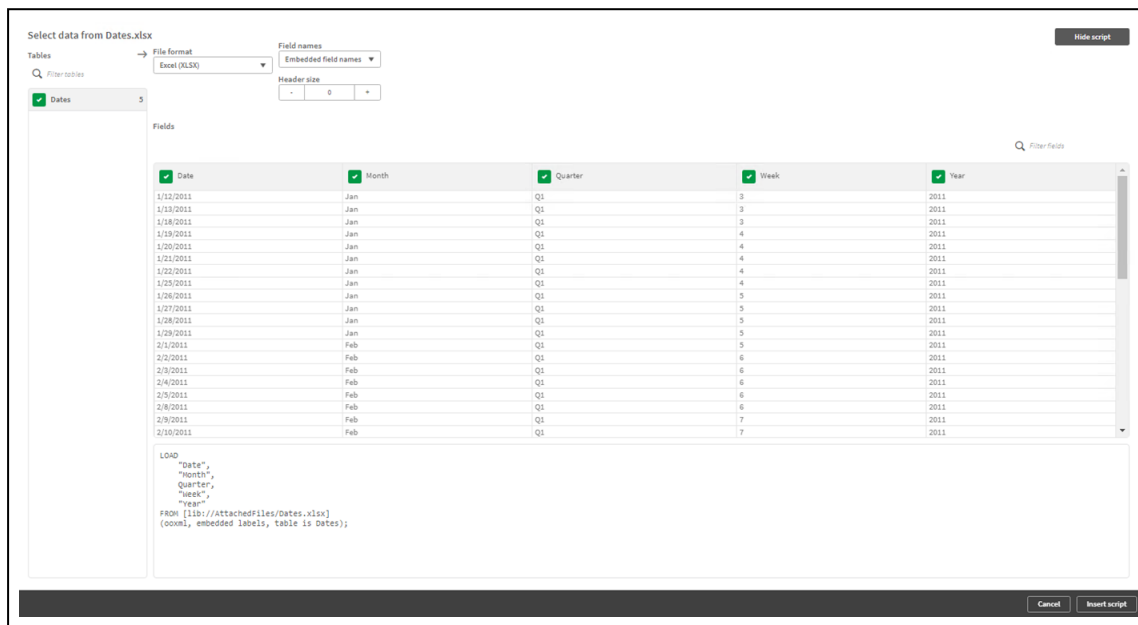 Select data from Dates.xlsx
Hide script
Tables
File format
Field names
Filter tables
Excel (XLSX)
Embedded field names
Header size
- 0 +
Dates 5
Fields
Filter fields
Date Month Quarter Week Year
1/12/2011 Jan Q1 3 2011
1/13/2011 Jan Q1 3 2011
1/18/2011 Jan Q1 3 2011
1/19/2011 Jan Q1 4 2011
1/20/2011 Jan Q1 4 2011
1/21/2011 Jan Q1 4 2011
1/22/2011 Jan Q1 4 2011
1/25/2011 Jan Q1 4 2011
1/26/2011 Jan Q1 5 2011
1/27/2011 Jan Q1 5 2011
1/28/2011 Jan Q1 5 2011
1/29/2011 Jan Q1 5 2011
2/1/2011 Feb Q1 5 2011
2/2/2011 Feb Q1 6 2011
2/3/2011 Feb Q1 6 2011
2/4/2011 Feb Q1 6 2011
2/5/2011 Feb Q1 6 2011
2/8/2011 Feb Q1 6 2011
2/9/2011 Feb Q1 7 2011
2/10/2011 Feb Q1 7 2011
LOAD
"Date",
"Month",
Quarter,
"Week",
"Year"
FROM [lib://AttachedFiles/Dates.xlsx]
(ooxml, embedded labels, table is Dates);
Cancel
Insert script